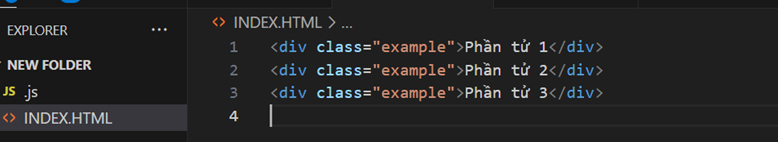 EXPLORER ...
NEW FOLDER
JS .js
<> INDEX.HTML
<> INDEX.HTML > ...
1 <div class="example">Phần tử 1</div>
2 <div class="example">Phần tử 2</div>
3 <div class="example">Phần tử 3</div>
4